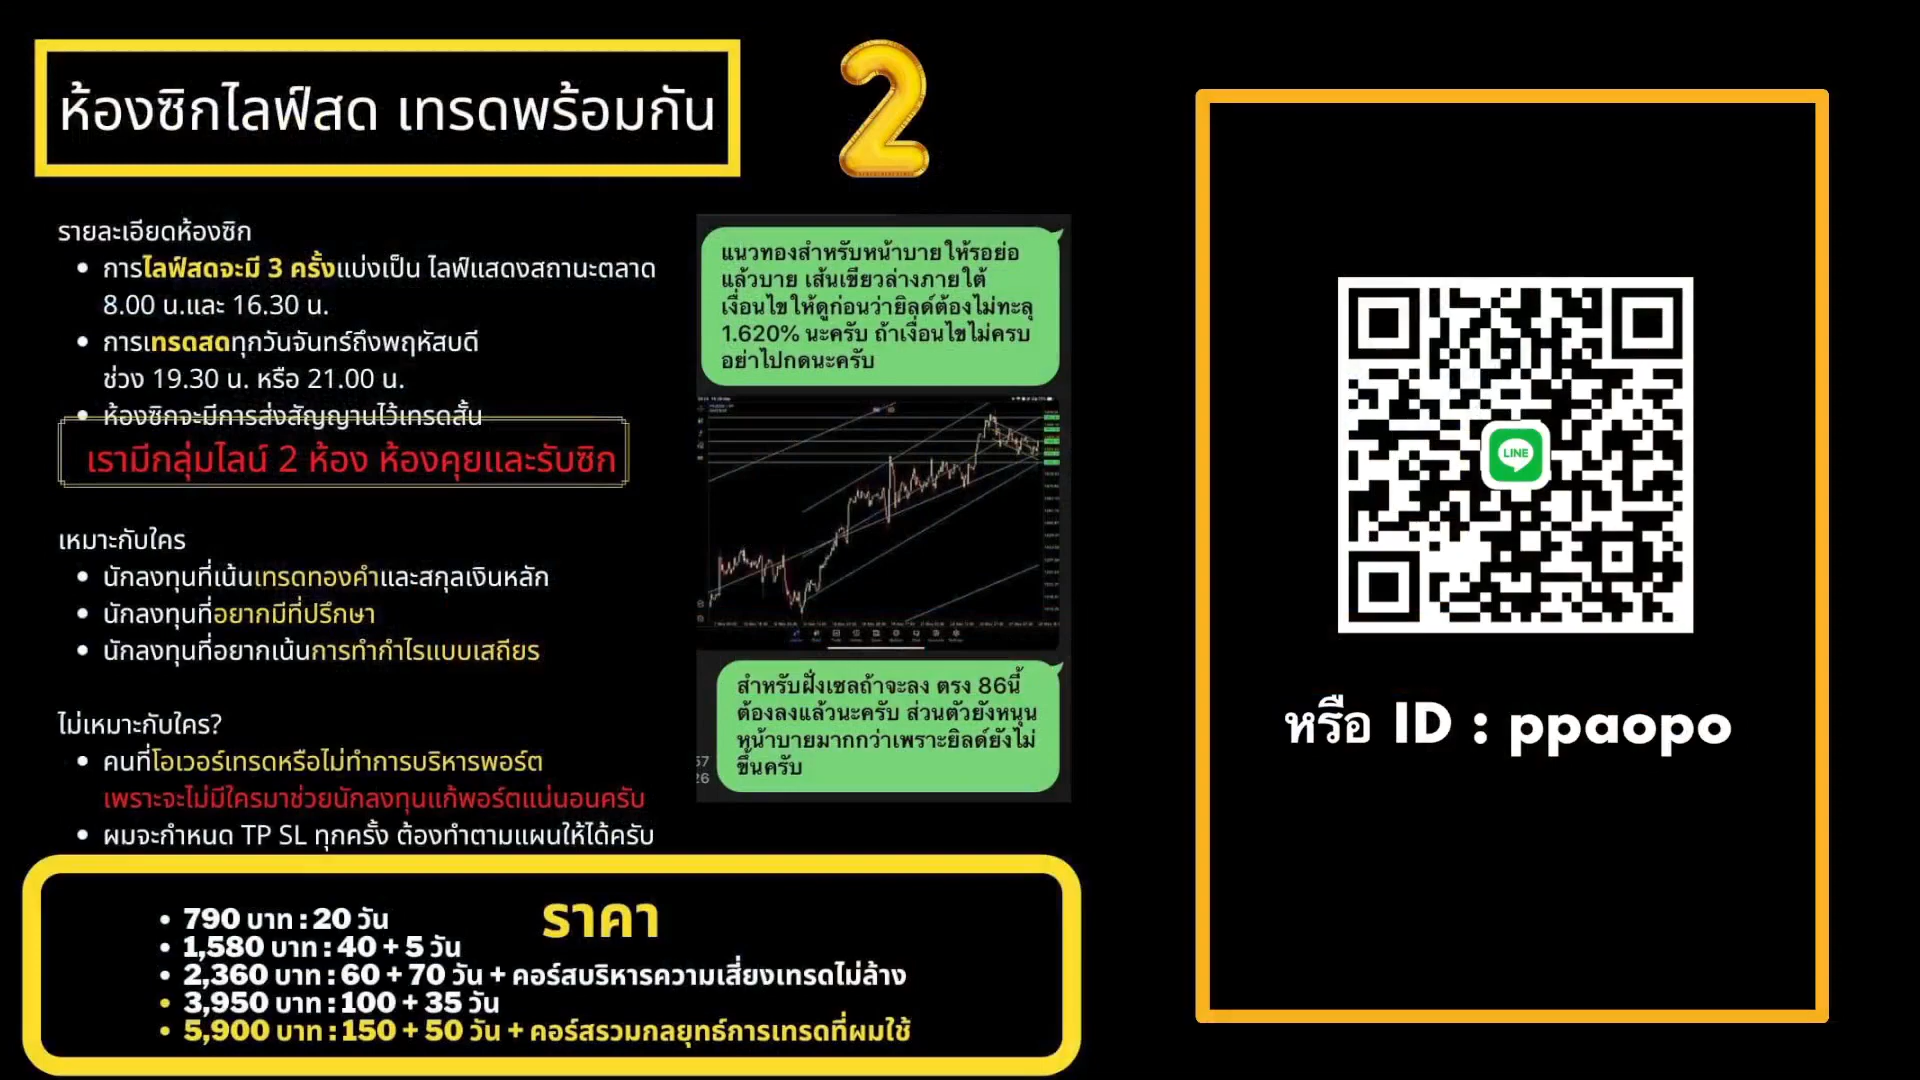 ห้องซิกไลฟ์สด เทรดพร้อมกัน
2
รายละเอียดห้องซิก
การไลฟ์สดจะมี 3 ครั้งแบ่งเป็น ไลฟ์แสดงสถานะตลาด
8.00 น.และ 16.30 น.
การเทรดสดทุกวันจันทร์ถึงพฤหัสบดี
ช่วง 19.30 น. หรือ 21.00 น.
ห้องซิกจะมีการส่งสัญญานไว้เทรดสั้น
เรามีกลุ่มไลน์ 2 ห้อง ห้องคุยและรับซิก
เหมาะกับใคร
นักลงทุนที่เน้นเทรดทองคำและสกุลเงินหลัก
นักลงทุนที่อยากมีที่ปรึกษา
นักลงทุนที่อยากเน้นการทำกำไรแบบเสถียร
ไม่เหมาะกับใคร?
คนที่โอเวอร์เทรดหรือไม่ทำการบริหารพอร์ต
เพราะจะไม่มีใครมาช่วยนักลงทุนแก้พอร์ตแน่นอนครับ
ผมจะกำหนด TP SL ทุกครั้ง ต้องทำตามแผนให้ได้ครับ
แนวทองสำหรับหน้าบาย ให้รอย่อ
แล้วบาย เส้นเขียวล่างภายใต้
เงื่อนไข ให้ดูก่อนว่ายิลด์ต้องไม่ทะลุ
1.620% นะครับ ถ้าเงื่อนไขไม่ครบ
อย่าไปกดนะครับ
สำหรับฝั่งเซลถ้าจะลง ตรง 86นี้
ต้องลงแล้วนะครับ ส่วนตัวยังหนุน
หน้าบายมากกว่าเพราะยิลด์ยังไม่
ขึ้นครับ
57
26
ราคา
790 บาท : 20 วัน
1,580 บาท : 40 + 5 วัน
2,360 บาท : 60 + 70 วัน + คอร์สบริหารความเสี่ยงเทรดไม่ล้าง
3,950 บาท : 100 + 35 วัน
5,900 บาท : 150 + 50 วัน + คอร์สรวมกลยุทธ์การเทรดที่ผมใช้
LINE
หรือ ID : ppaopo